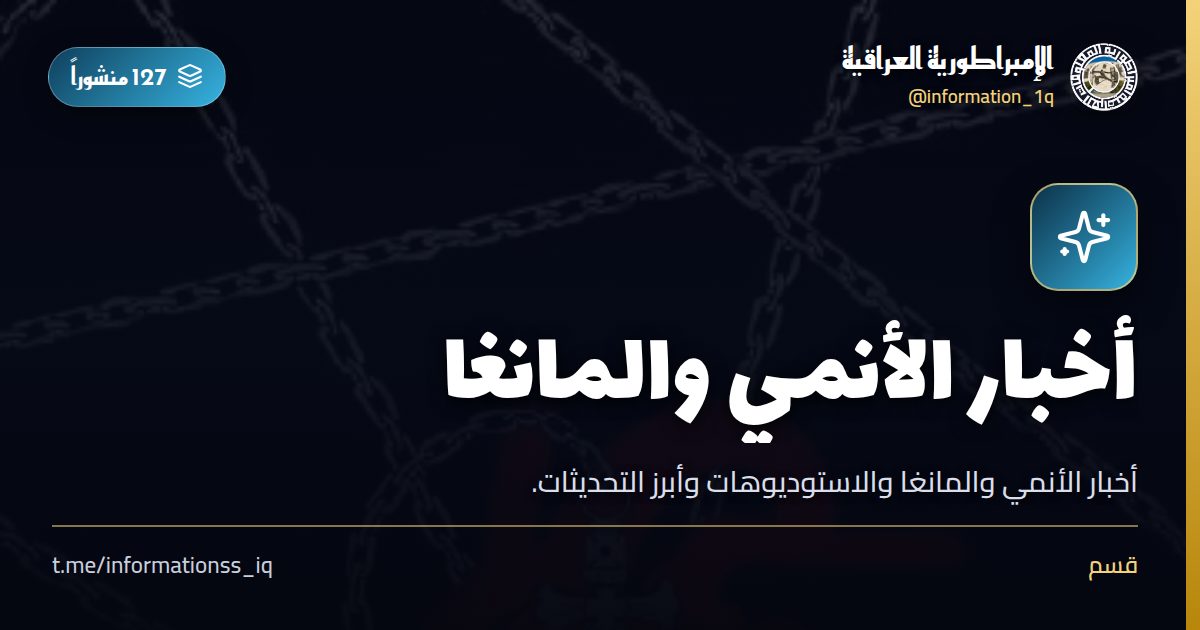 الإمبراطورية العراقية
@information_1q
127 منشوراً
أخبار الأنمي والمانغا
أخبار الأنمي والمانغا والاستوديوهات وأبرز التحديثات.
قسم
t.me/informationss_iq